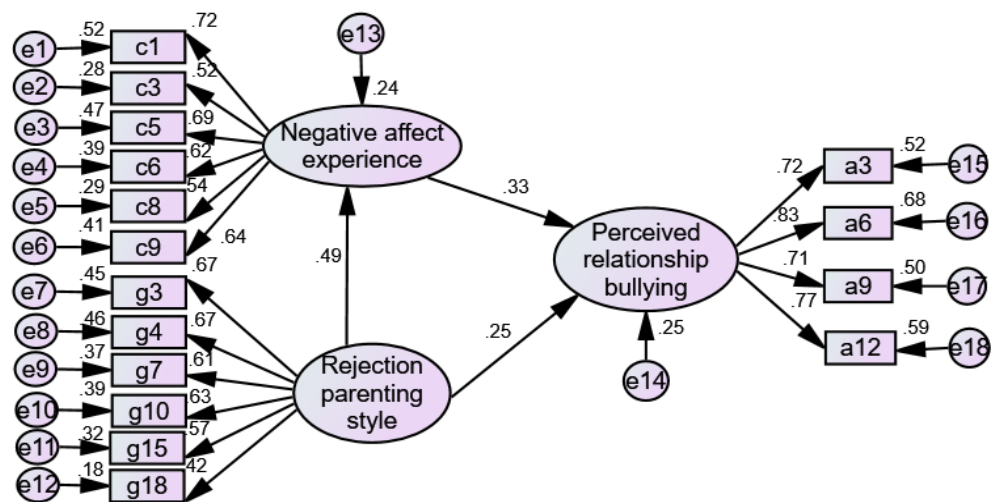 e1 .52 c1 .72
e2 .28 c3 .52
e3 .47 c5 .69
e4 .39 c6 .62
e5 .29 c8 .54
e6 .41 c9 .64
e7 .45 g3 .67
e8 .46 g4 .67
e9 .37 g7 .61
e10 .39 g10 .63
e11 .32 g15 .57
e12 .18 g18 .42
e13
.24
Negative affect
experience
.49
Rejection
parenting
style
.33
.25
Perceived
relationship
bullying
.25
e14
.72 a3 .52 e15
.83 a6 .68 e16
.71 a9 .50 e17
.77 a12 .59 e18